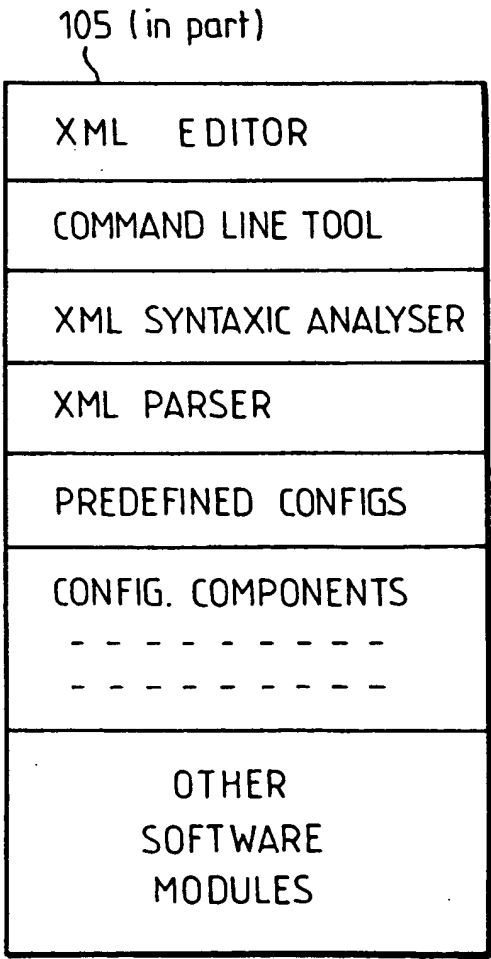 105 (in part)
XML EDITOR
COMMAND LINE TOOL
XML SYNTAXIC ANALYSER
XML PARSER
PREDEFINED CONFIGS
CONFIG. COMPONENTS
- - - - - - - - -
- - - - - - - - -
OTHER
SOFTWARE
MODULES